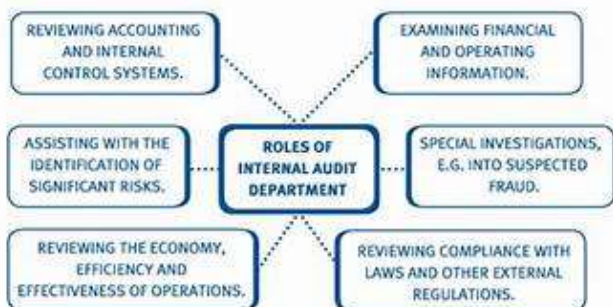 REVIEWING ACCOUNTING
AND INTERNAL
CONTROL SYSTEMS.
EXAMINING FINANCIAL
AND OPERATING
INFORMATION.
ASSISTING WITH THE
IDENTIFICATION OF
SIGNIFICANT RISKS.
ROLES OF
INTERNAL AUDIT
DEPARTMENT
SPECIAL INVESTIGATIONS,
E.G. INTO SUSPECTED
FRAUD.
REVIEWING THE ECONOMY,
EFFICIENCY AND
EFFECTIVENESS OF OPERATIONS.
REVIEWING COMPLIANCE WITH
LAWS AND OTHER EXTERNAL
REGULATIONS.